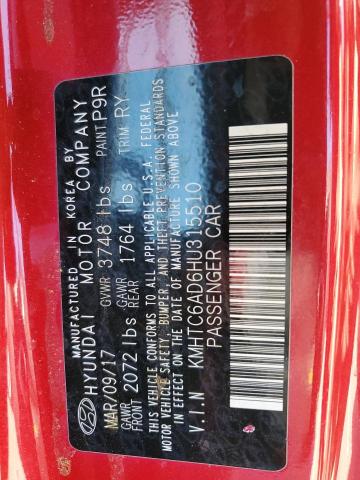 MANUFACTURED IN KOREA BY
HYUNDAI MOTOR COMPANY
MAR/09/17 GVWR 3748 lbs PAINT P9R
GAWR FRONT 2072 lbs GAWR REAR 1764 lbs TRIM RY
THIS VEHICLE CONFORMS TO ALL APPLICABLE U.S.A. FEDERAL
MOTOR VEHICLE SAFETY, BUMPER, AND THEFT PREVENTION STANDARDS
IN EFFECT ON THE DATE OF MANUFACTURE SHOWN ABOVE
V.I.N KMHTC6AD6HU315510
PASSENGER CAR